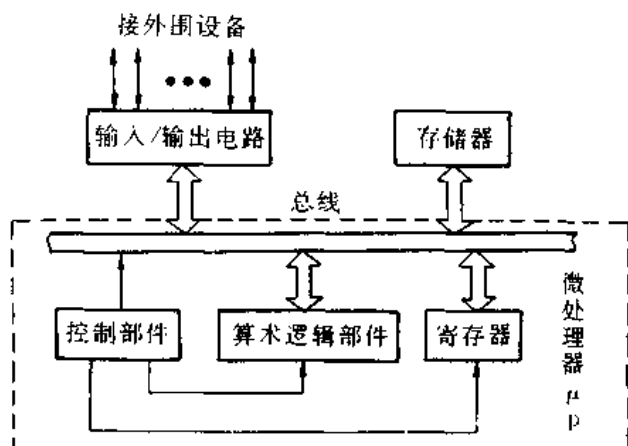 接外围设备
输入/输出电路
存储器
总线
控制部件
算术逻辑部件
寄存器
微处理器 μP